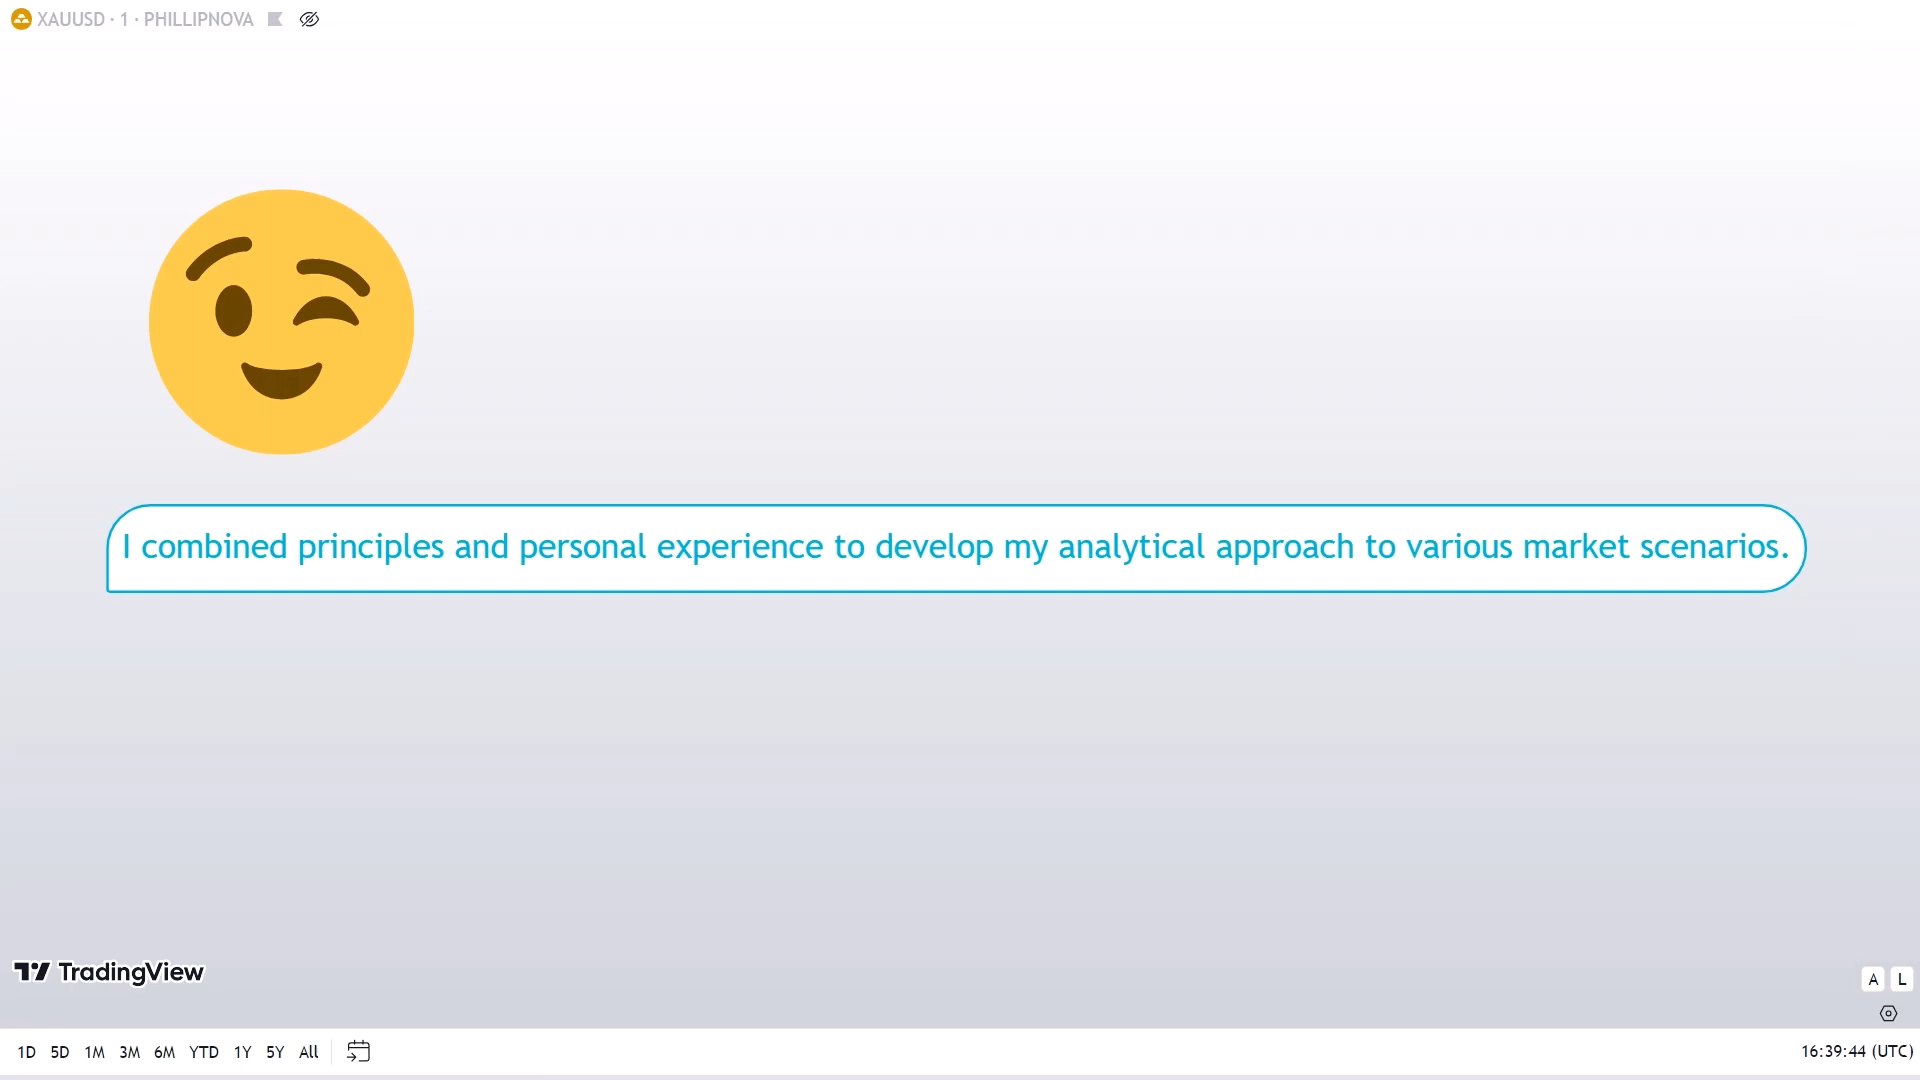 XAUUSD · 1 · PHILLIPNOVA
I combined principles and personal experience to develop my analytical approach to various market scenarios.
TradingView
A L
1D 5D 1M 3M 6M YTD 1Y 5Y All 16:39:44 (UTC)